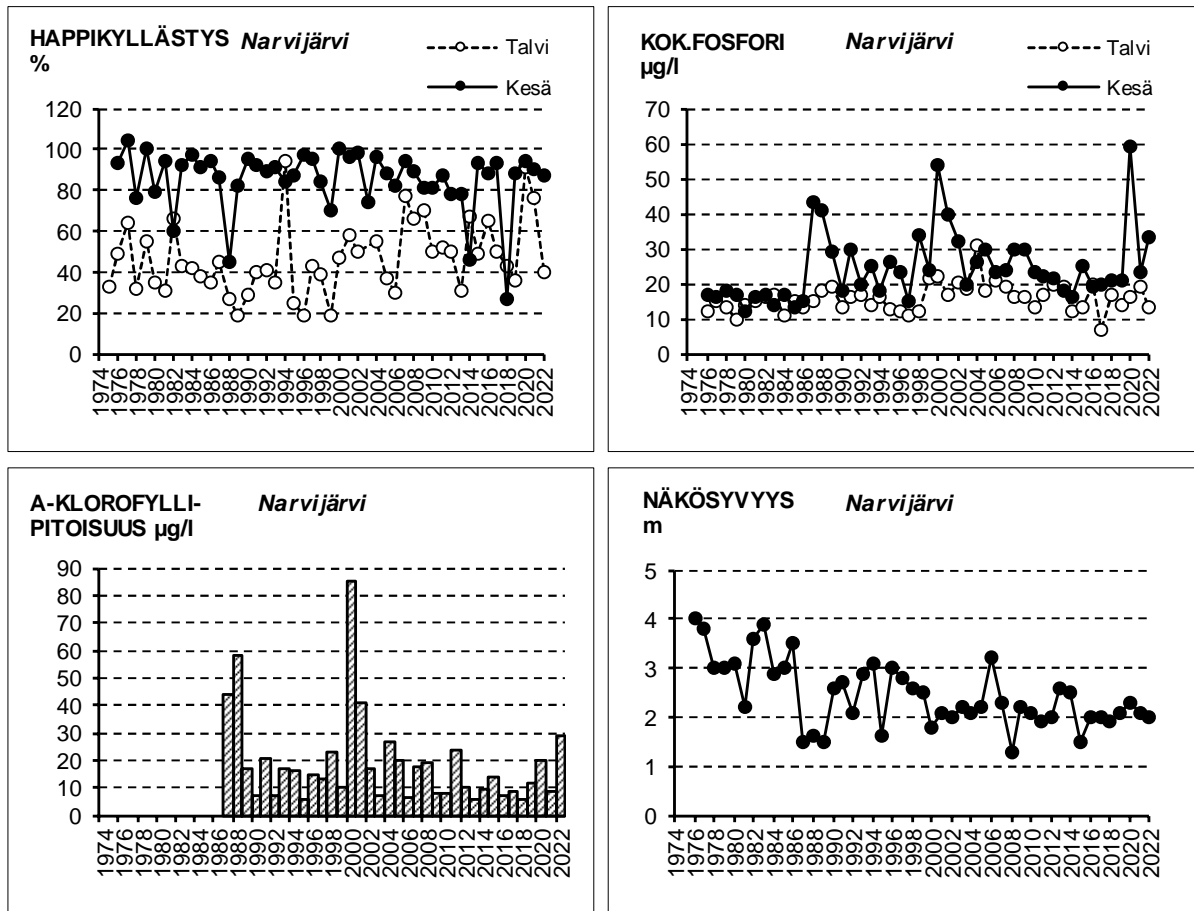 HAPPIKYLLÄSTYS Narvijärvi Talvi
% Kesä
120
100
80
60
40
20
0
1974 1976 1978 1980 1982 1984 1986 1988 1990 1992 1994 1996 1998 2000 2002 2004 2006 2008 2010 2012 2014 2016 2018 2020 2022
KOK.FOSFORI Narvijärvi Talvi
µg/l Kesä
70
60
50
40
30
20
10
0
1974 1976 1978 1980 1982 1984 1986 1988 1990 1992 1994 1996 1998 2000 2002 2004 2006 2008 2010 2012 2014 2016 2018 2020 2022
A-KLOROFYLLI- Narvijärvi
PITOISUUS µg/l
90
80
70
60
50
40
30
20
10
0
1974 1976 1978 1980 1982 1984 1986 1988 1990 1992 1994 1996 1998 2000 2002 2004 2006 2008 2010 2012 2014 2016 2018 2020 2022
NÄKÖSYVYYS Narvijärvi
m
5
4
3
2
1
0
1974 1976 1978 1980 1982 1984 1986 1988 1990 1992 1994 1996 1998 2000 2002 2004 2006 2008 2010 2012 2014 2016 2018 2020 2022